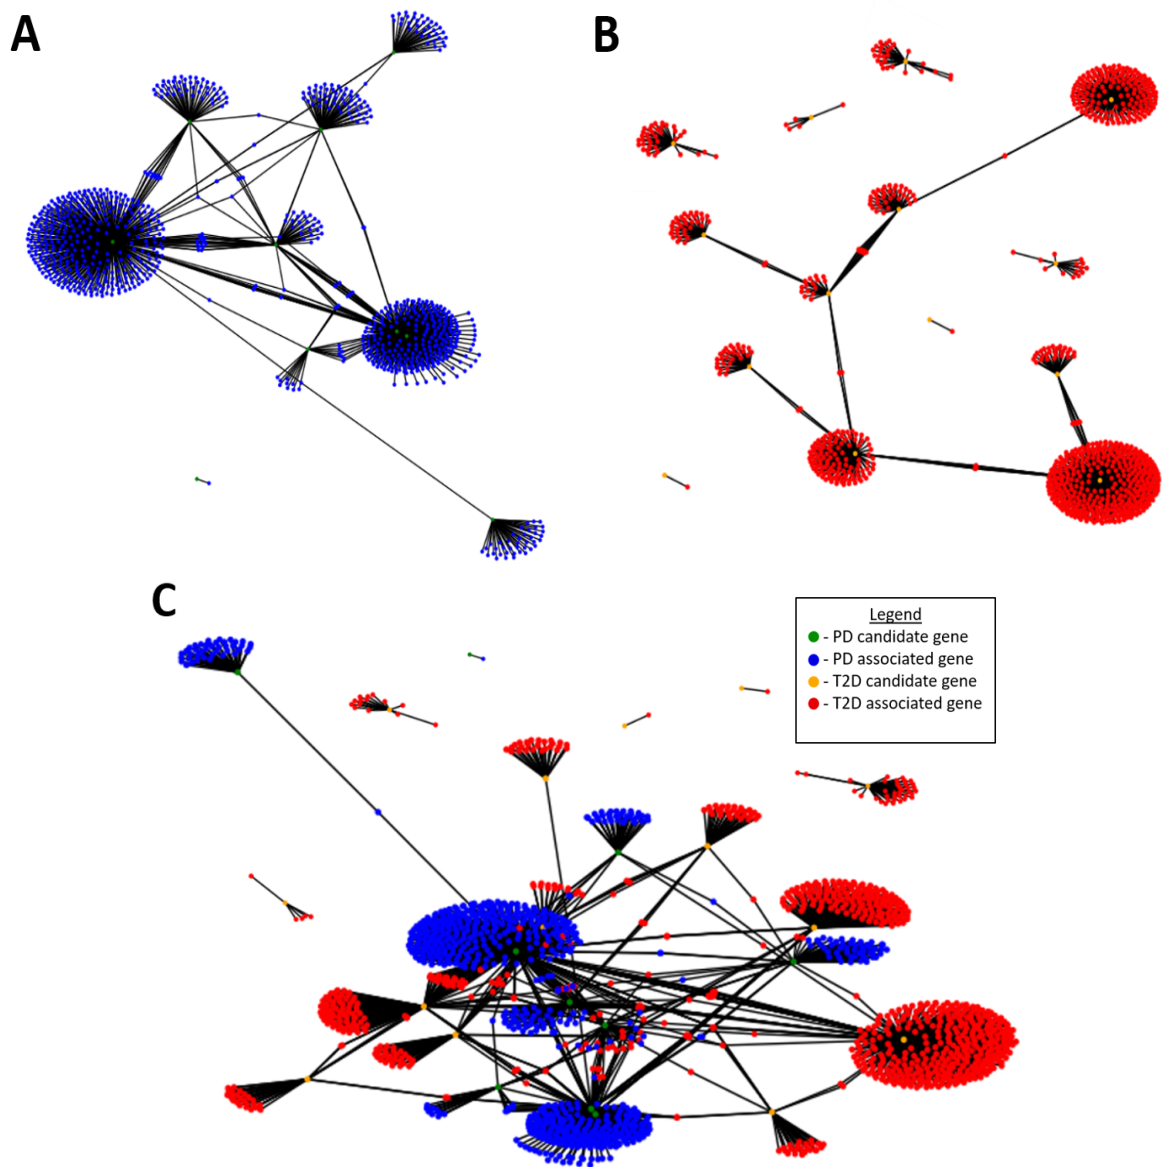 A
B
C
Legend
- PD candidate gene
- PD associated gene
- T2D candidate gene
- T2D associated gene